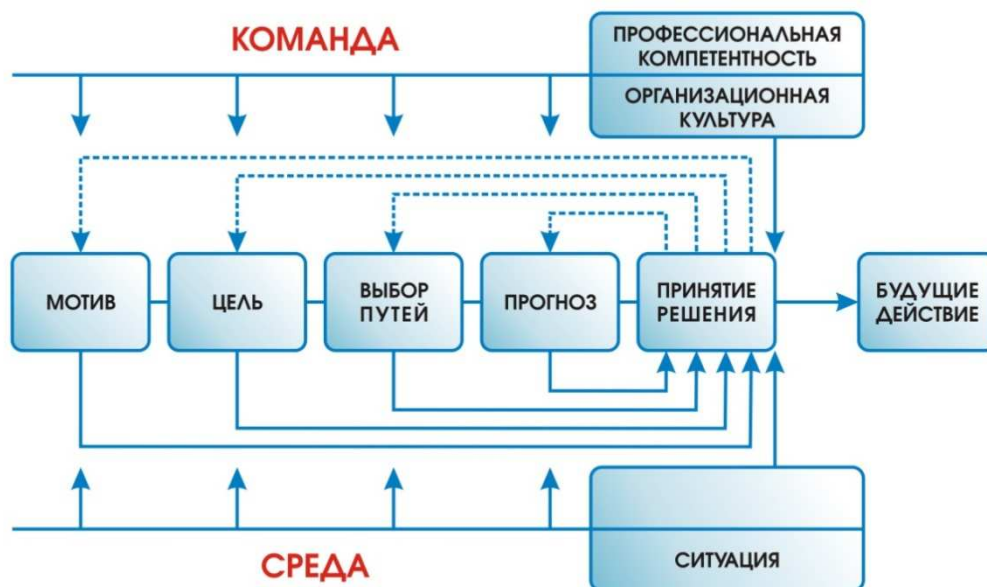 КОМАНДА
ПРОФЕССИОНАЛЬНАЯ
КОМПЕТЕНТНОСТЬ
ОРГАНИЗАЦИОННАЯ
КУЛЬТУРА
МОТИВ
ЦЕЛЬ
ВЫБОР
ПУТЕЙ
ПРОГНОЗ
ПРИНЯТИЕ
РЕШЕНИЯ
БУДУЩИЕ
ДЕЙСТВИЕ
СРЕДА
СИТУАЦИЯ